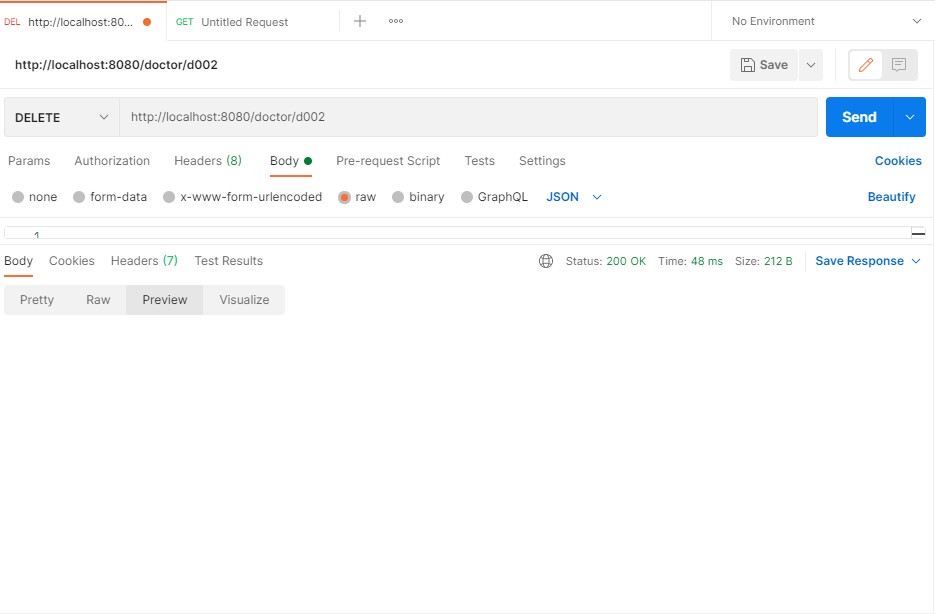 DEL http://localhost:80... GET Untitled Request No Environment
http://localhost:8080/doctor/d002 Save
DELETE http://localhost:8080/doctor/d002 Send
Params Authorization Headers (8) Body Pre-request Script Tests Settings Cookies
none form-data x-www-form-urlencoded raw binary GraphQL JSON Beautify
1
Body Cookies Headers (7) Test Results Status: 200 OK Time: 48 ms Size: 212 B Save Response
Pretty Raw Preview Visualize